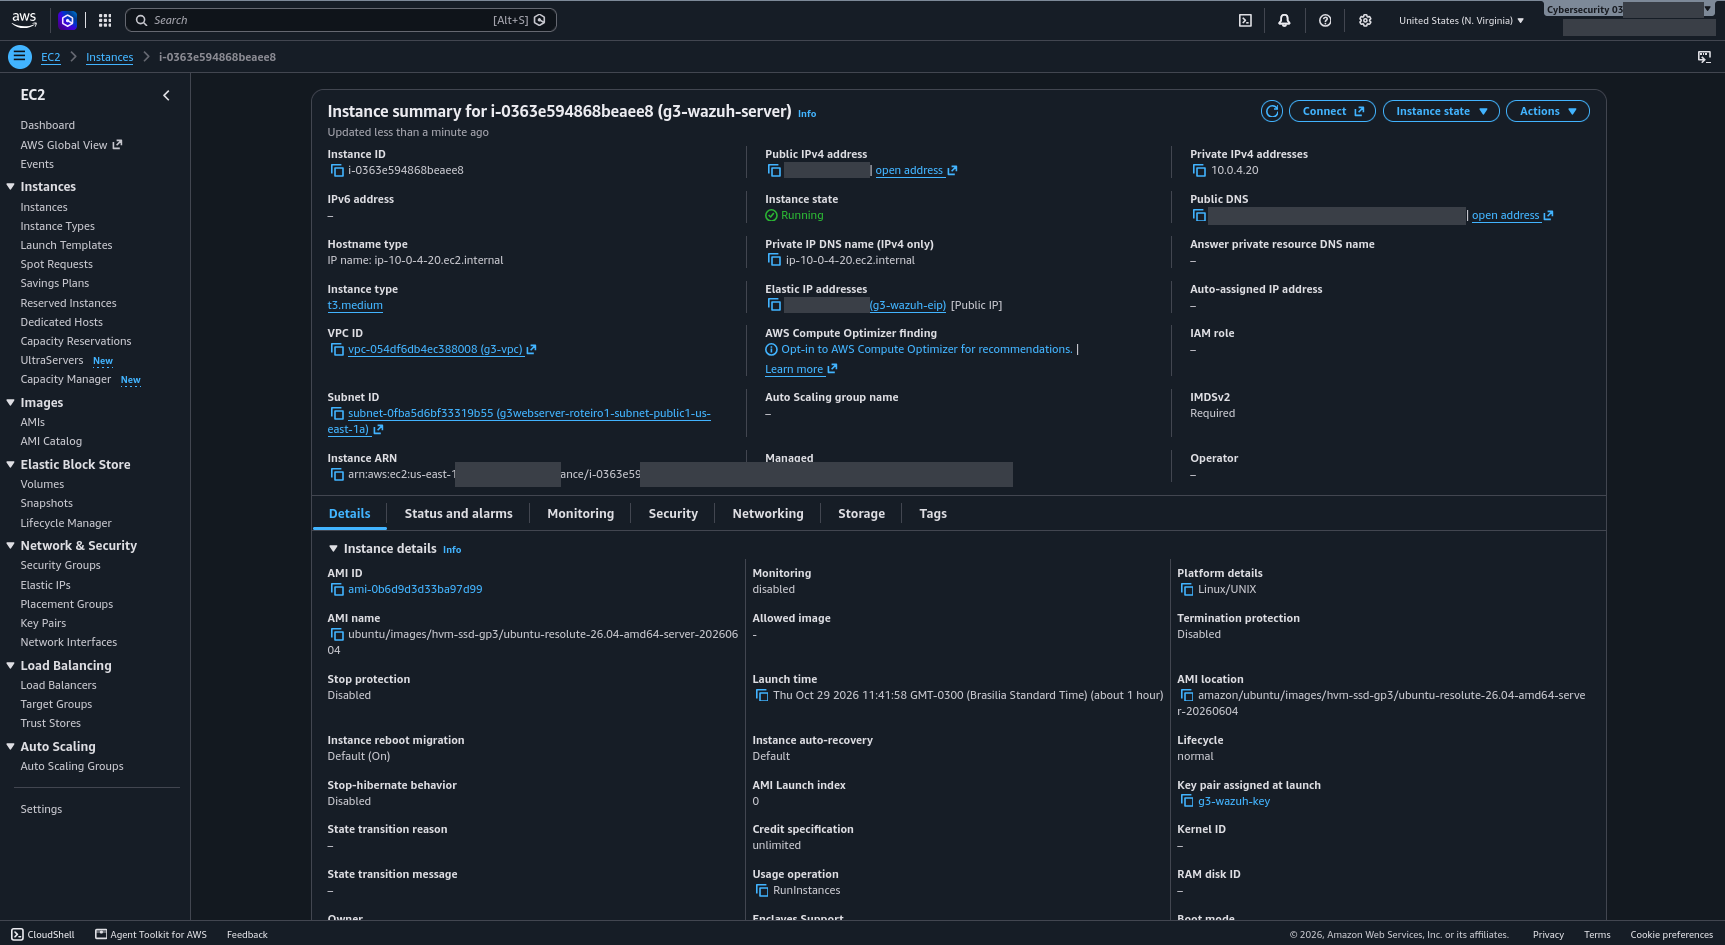 aws
Search [Alt+S]
United States (N. Virginia)
Cybersecurity 03
EC2 Instances i-0363e594868beaee8
EC2
Dashboard
AWS Global View
Events
Instances
Instances
Instance Types
Launch Templates
Spot Requests
Savings Plans
Reserved Instances
Dedicated Hosts
Capacity Reservations
UltraServers New
Capacity Manager New
Images
AMIs
AMI Catalog
Elastic Block Store
Volumes
Snapshots
Lifecycle Manager
Network & Security
Security Groups
Elastic IPs
Placement Groups
Key Pairs
Network Interfaces
Load Balancing
Load Balancers
Target Groups
Trust Stores
Auto Scaling
Auto Scaling Groups
Settings
Instance summary for i-0363e594868beaee8 (g3-wazuh-server) Info
Updated less than a minute ago
Connect
Instance state
Actions
Instance ID
i-0363e594868beaee8
Public IPv4 address
| open address
Private IPv4 addresses
10.0.4.20
IPv6 address
–
Instance state
Running
Public DNS
| open address
Hostname type
IP name: ip-10-0-4-20.ec2.internal
Private IP DNS name (IPv4 only)
ip-10-0-4-20.ec2.internal
Answer private resource DNS name
–
Instance type
t3.medium
Elastic IP addresses
(g3-wazuh-eip) [Public IP]
Auto-assigned IP address
–
VPC ID
vpc-054df6db4ec388008 (g3-vpc)
AWS Compute Optimizer finding
Opt-in to AWS Compute Optimizer for recommendations. |
Learn more
IAM role
–
Subnet ID
subnet-0fba5d6bf33319b55 (g3webserver-roteiro1-subnet-public1-us-
east-1a)
Auto Scaling group name
–
IMDSv2
Required
Instance ARN
arn:aws:ec2:us-east-1 ance/i-0363e59
Managed
Operator
–
Details Status and alarms Monitoring Security Networking Storage Tags
Instance details Info
AMI ID
ami-0b6d9d3d33ba97d99
Monitoring
disabled
Platform details
Linux/UNIX
AMI name
ubuntu/images/hvm-ssd-gp3/ubuntu-resolute-26.04-amd64-server-202606
04
Allowed image
-
Termination protection
Disabled
Stop protection
Disabled
Launch time
Thu Oct 29 2026 11:41:58 GMT-0300 (Brasilia Standard Time) (about 1 hour)
AMI location
amazon/ubuntu/images/hvm-ssd-gp3/ubuntu-resolute-26.04-amd64-serve
r-20260604
Instance reboot migration
Default (On)
Instance auto-recovery
Default
Lifecycle
normal
Stop-hibernate behavior
Disabled
AMI Launch index
0
Key pair assigned at launch
g3-wazuh-key
State transition reason
–
Credit specification
unlimited
Kernel ID
–
State transition message
–
Usage operation
RunInstances
RAM disk ID
–
Owner
Enclaves Support
Boot mode
CloudShell Agent Toolkit for AWS Feedback
© 2026, Amazon Web Services, Inc. or its affiliates. Privacy Terms Cookie preferences